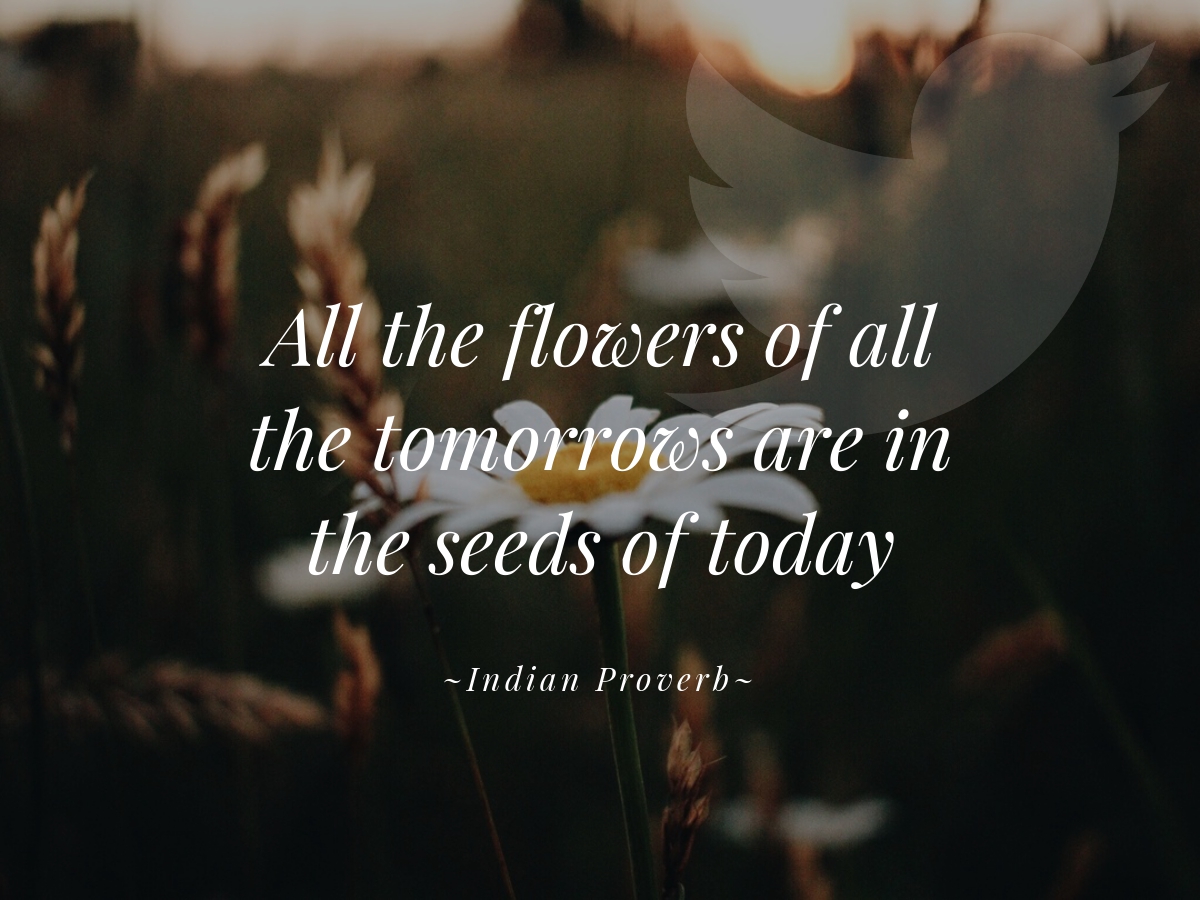 All the flowers of all
the tomorrows are in
the seeds of today
~Indian Proverb~